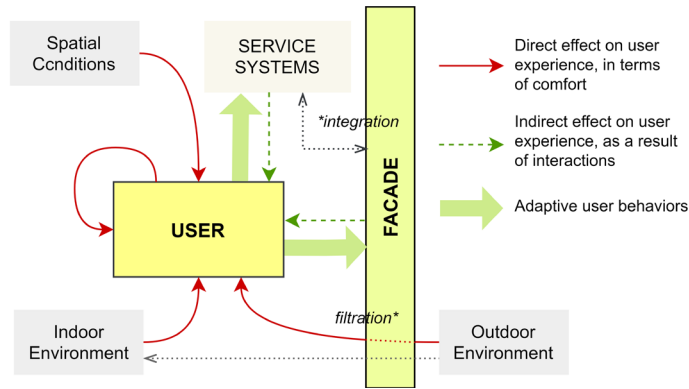 Spatial
Ccnditions
SERVICE
SYSTEMS
*integration
FACADE
USER
filtration*
Indoor
Environment
Outdoor
Environment
Direct effect on user
experience, in terms
of comfort
Indirect effect on user
experience, as a result
of interactions
Adaptive user behaviors